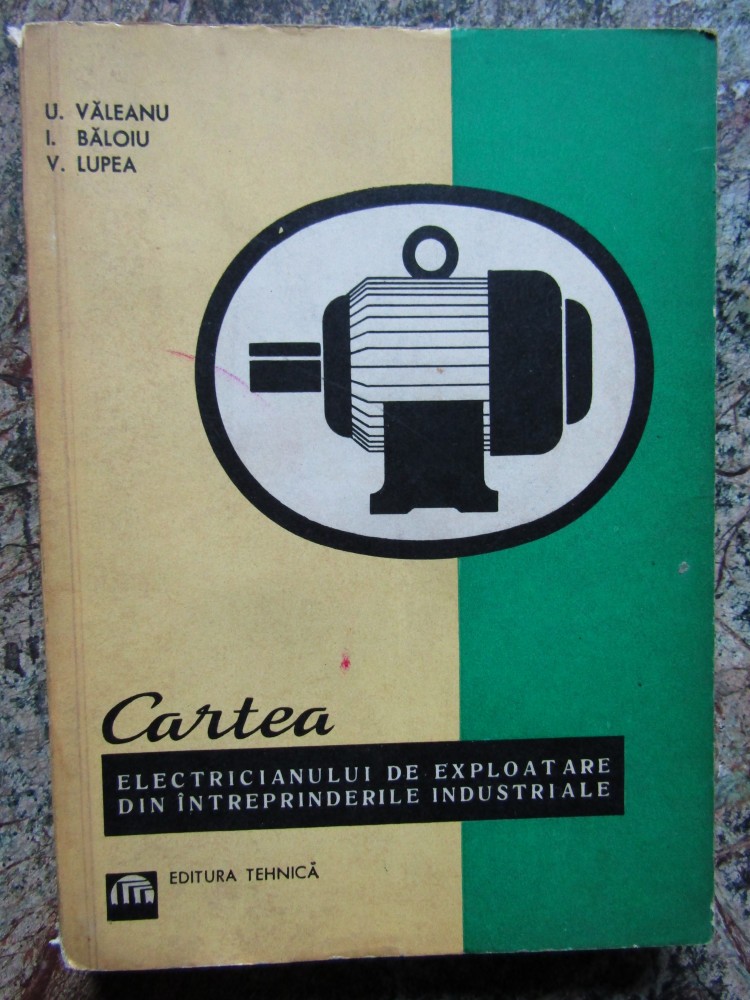 U. VĂLEANU
I. BĂLOIU
V. LUPEA
Cartea
ELECTRICIANULUI DE EXPLOATARE
DIN ÎNTREPRINDERILE INDUSTRIALE
EDITURA TEHNICĂ